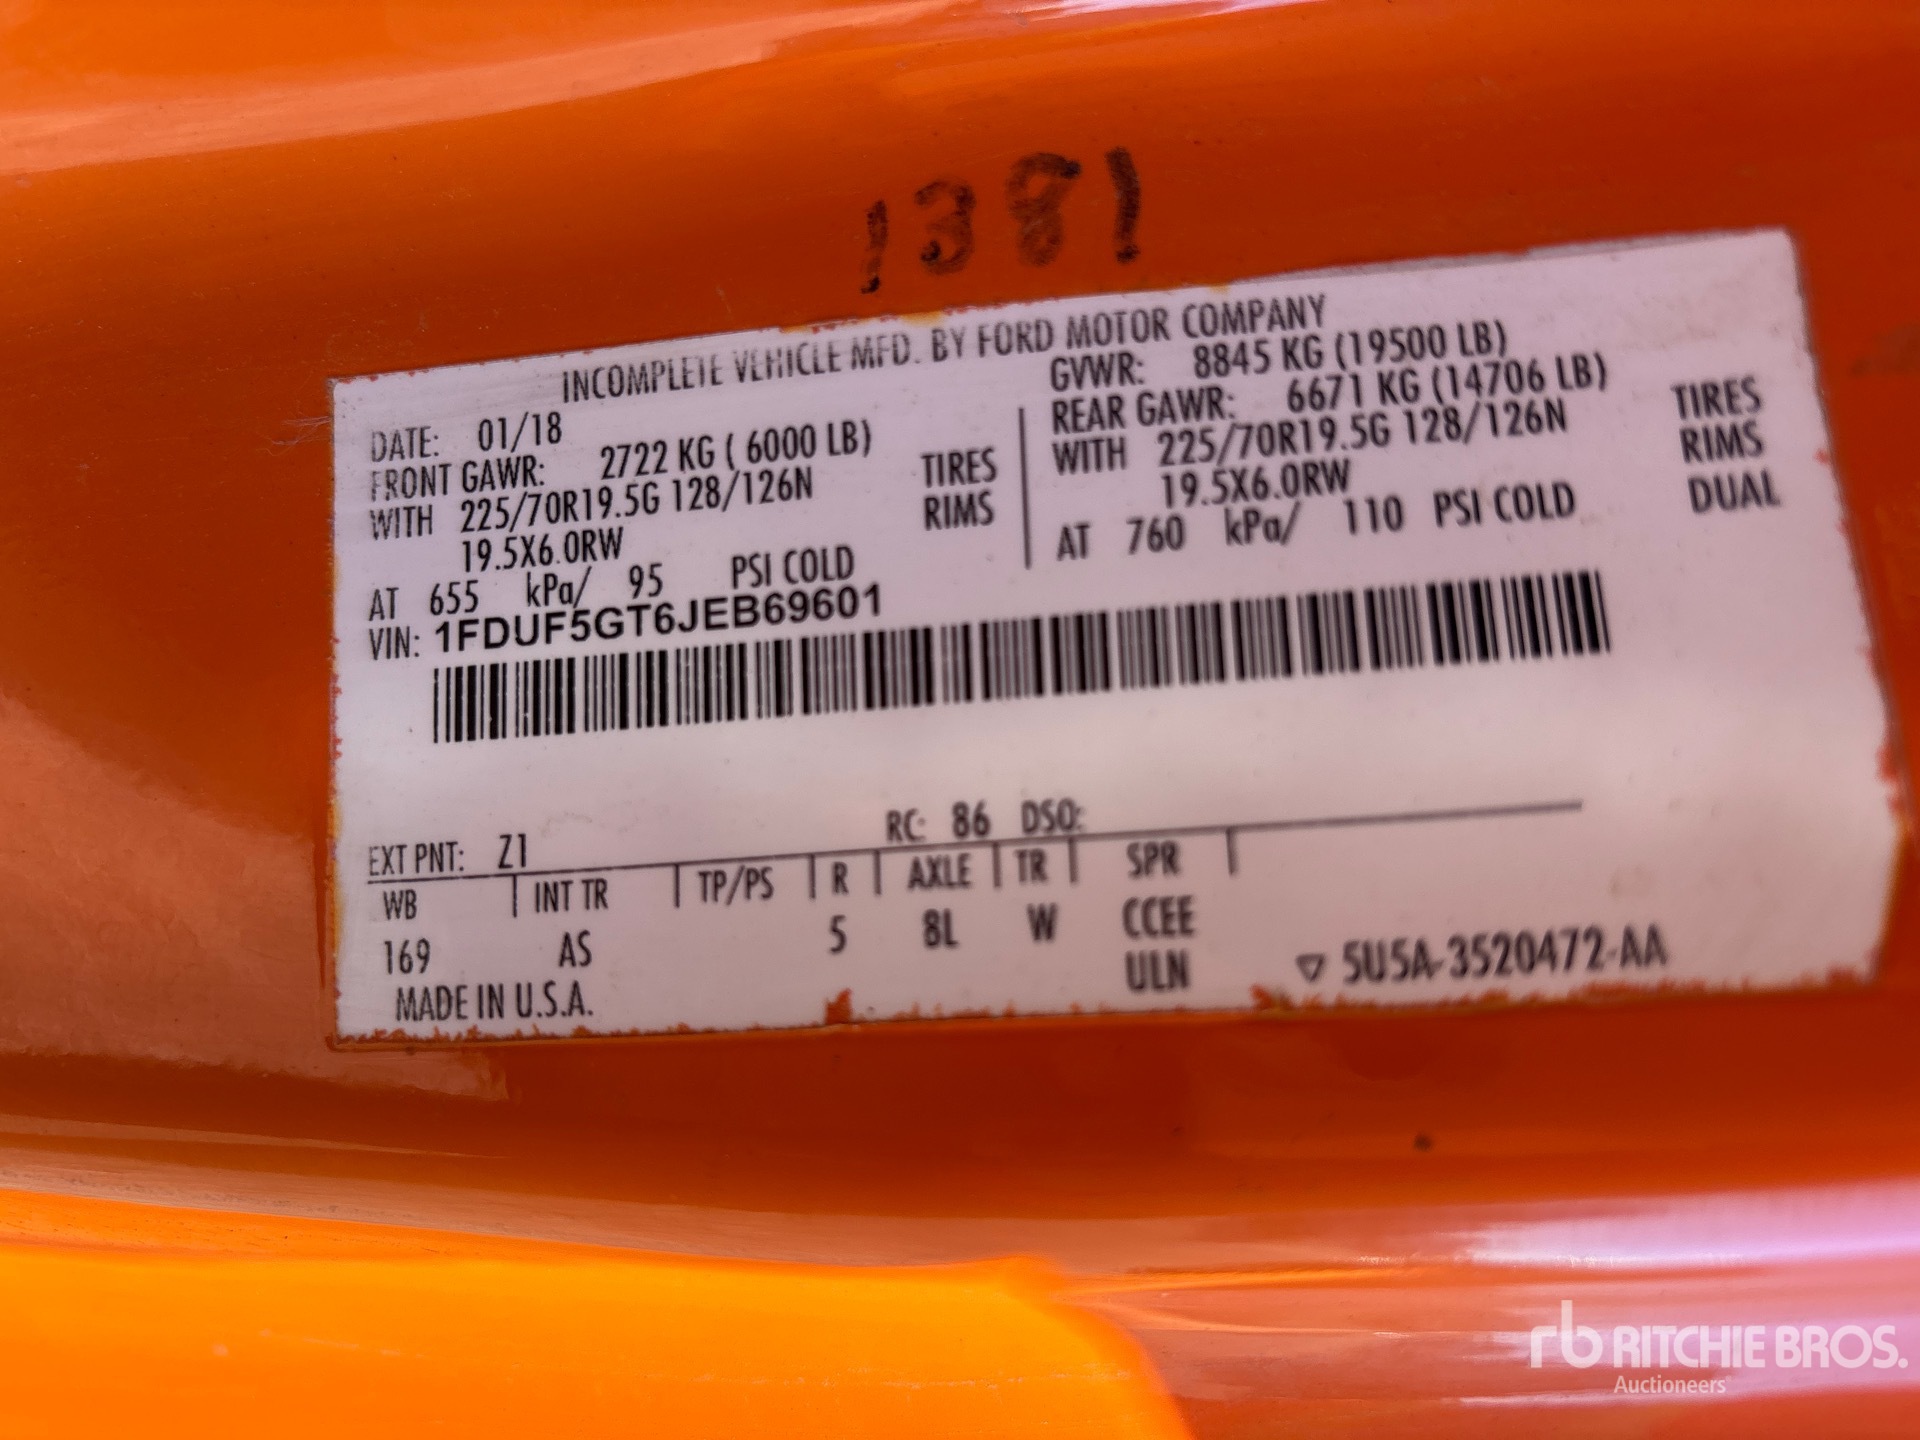 1381
INCOMPLETE VEHICLE MFD. BY FORD MOTOR COMPANY
DATE: 01/18
FRONT GAWR: 2722 KG ( 6000 LB)
WITH 225/70R19.5G 128/126N TIRES
19.5X6.0RW RIMS
AT 655 kPa/ 95 PSI COLD
GVWR: 8845 KG (19500 LB)
REAR GAWR: 6671 KG (14706 LB)
WITH 225/70R19.5G 128/126N TIRES
19.5X6.0RW RIMS
AT 760 kPa/ 110 PSI COLD DUAL
VIN: 1FDUF5GT6JEB69601
EXT PNT: Z1 RC: 86 DSO:
WB INT TR TP/PS R AXLE TR SPR
169 AS 5 8L W CCEE
ULN
MADE IN U.S.A.
▽ 5U5A-3520472-AA
rb RITCHIE BROS.
Auctioneers